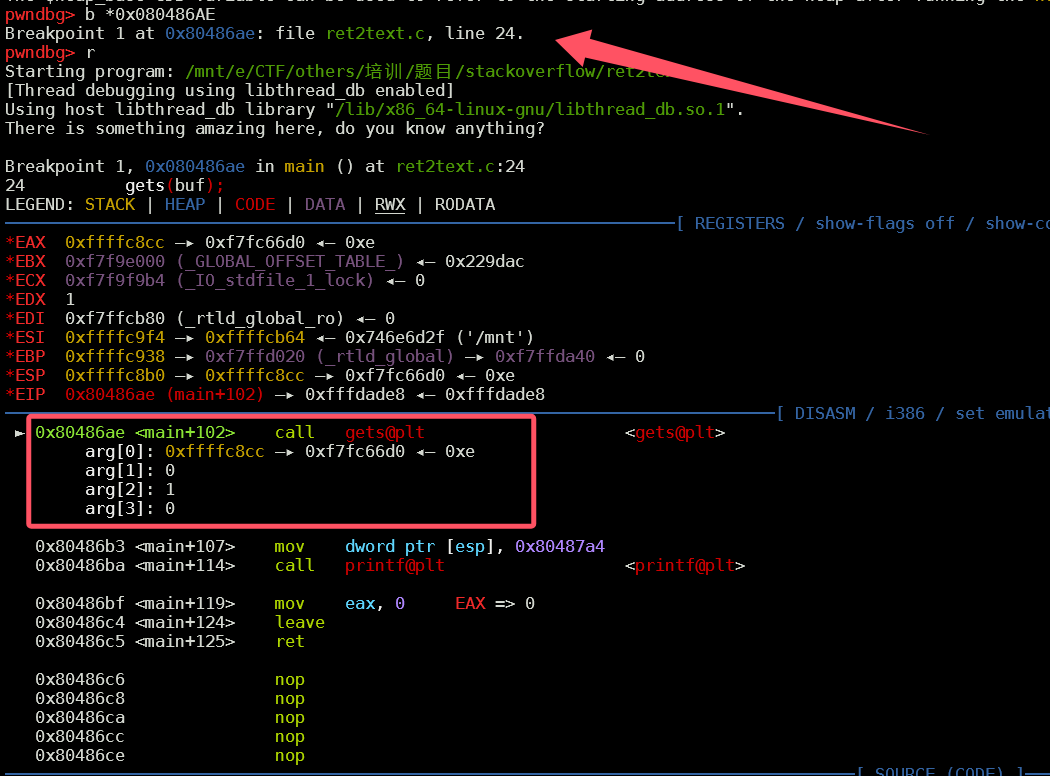 pwndbg> b *0x080486AE
Breakpoint 1 at 0x80486ae: file ret2text.c, line 24.
pwndbg> r
Starting program: /mnt/e/CTF/others/培训/题目/stackoverflow/ret2
[Thread debugging using libthread_db enabled]
Using host libthread_db library "/lib/x86_64-linux-gnu/libthread_db.so.1".
There is something amazing here, do you know anything?
Breakpoint 1, 0x080486ae in main () at ret2text.c:24
24 gets(buf);
LEGEND: STACK | HEAP | CODE | DATA | RWX | RODATA
[ REGISTERS / show-flags off / show-co
*EAX 0xffffc8cc —▸ 0xf7fc66d0 ◂— 0xe
*EBX 0xf7f9e000 (_GLOBAL_OFFSET_TABLE_) ◂— 0x229dac
*ECX 0xf7f9f9b4 (_IO_stdfile_1_lock) ◂— 0
*EDX 1
*EDI 0xf7ffcb80 (_rtld_global_ro) ◂— 0
*ESI 0xffffc9f4 —▸ 0xffffcb64 ◂— 0x746e6d2f ('/mnt')
*EBP 0xffffc938 —▸ 0xf7ffd020 (_rtld_global) —▸ 0xf7ffda40 ◂— 0
*ESP 0xffffc8b0 —▸ 0xffffc8cc —▸ 0xf7fc66d0 ◂— 0xe
*EIP 0x80486ae (main+102) —▸ 0xfffdade8 ◂— 0xfffdade8
[ DISASM / i386 / set emulat
► 0x80486ae <main+102> call gets@plt <gets@plt>
arg[0]: 0xffffc8cc —▸ 0xf7fc66d0 ◂— 0xe
arg[1]: 0
arg[2]: 1
arg[3]: 0
0x80486b3 <main+107> mov dword ptr [esp], 0x80487a4
0x80486ba <main+114> call printf@plt <printf@plt>
0x80486bf <main+119> mov eax, 0 EAX => 0
0x80486c4 <main+124> leave
0x80486c5 <main+125> ret
0x80486c6 nop
0x80486c8 nop
0x80486ca nop
0x80486cc nop
0x80486ce nop
[ SOURCE (CODE) ]